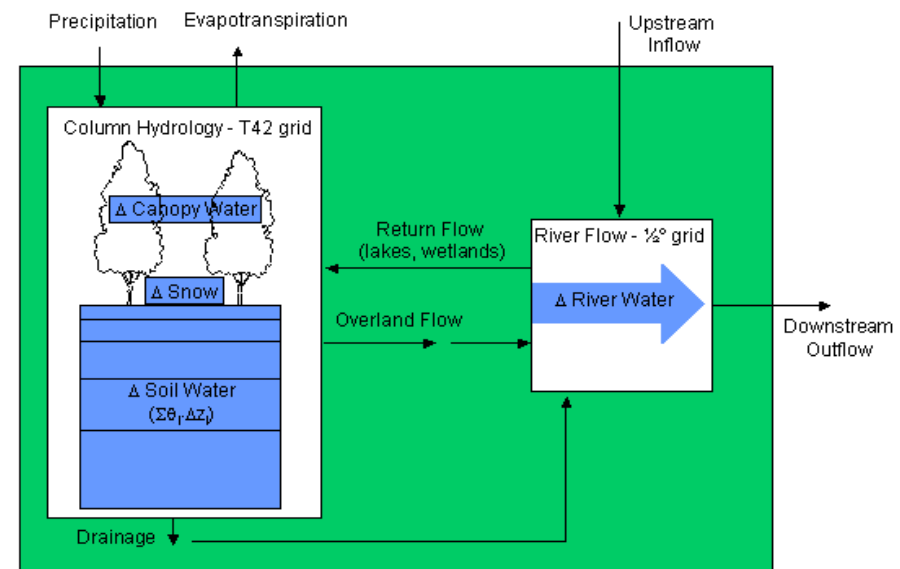 Precipitation
Evapotranspiration
Upstream
Inflow
Column Hydrology - T42 grid
Δ Canopy Water
Δ Snow
Δ Soil Water
(Σθᵢ·Δzᵢ)
Return Flow
(lakes, wetlands)
Overland Flow
River Flow - ½° grid
Δ River Water
Downstream
Outflow
Drainage